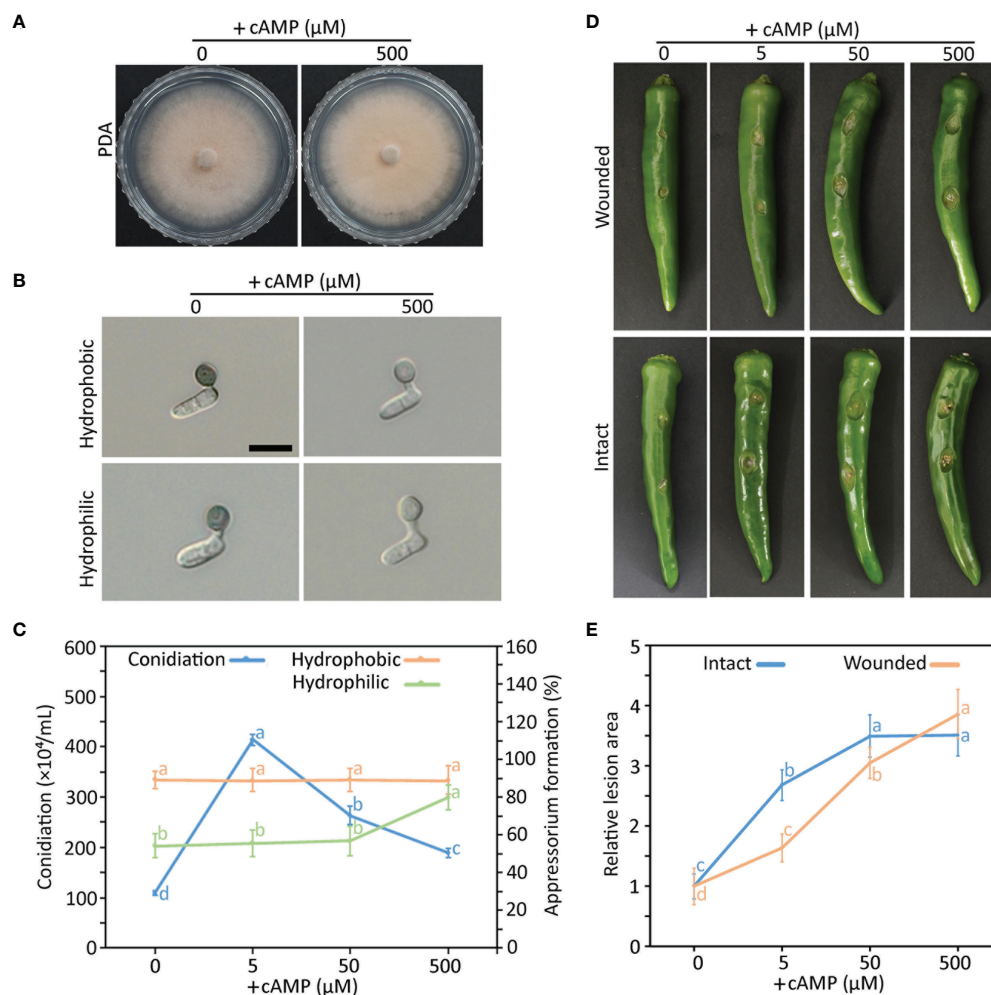 A
+ cAMP (μM)
0 500
PDA
B
+ cAMP (μM)
0 500
Hydrophobic
Hydrophilic
C
Conidiation Hydrophobic
Hydrophilic
Conidiation (×10⁴/mL)
600
500
400
300
200
100
0
Appressorium formation (%)
160
140
120
100
80
60
40
20
0
a a a a
a b c d
b b b a
0 5 50 500
+cAMP (μM)
D
+ cAMP (μM)
0 5 50 500
Wounded
Intact
E
Intact Wounded
Relative lesion area
5
4
3
2
1
0
c b a a
d c b a
0 5 50 500
+cAMP (μM)